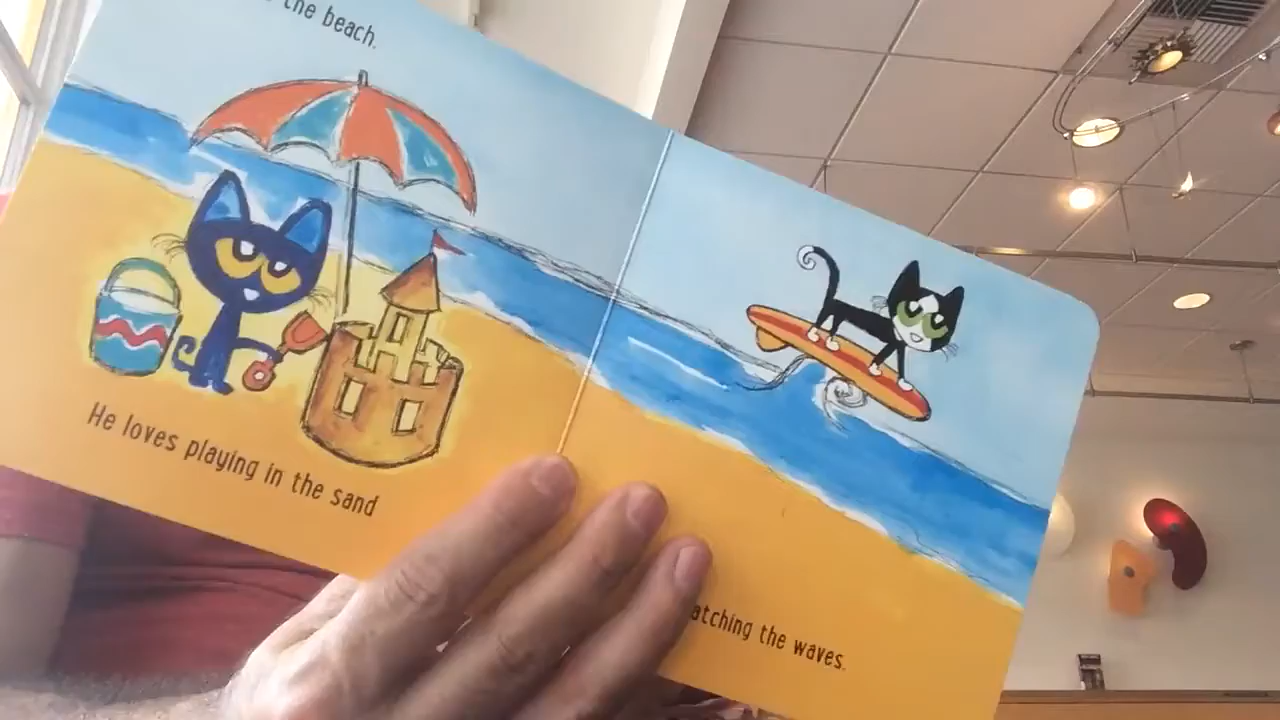 the beach.
He loves playing in the sand
atching the waves.